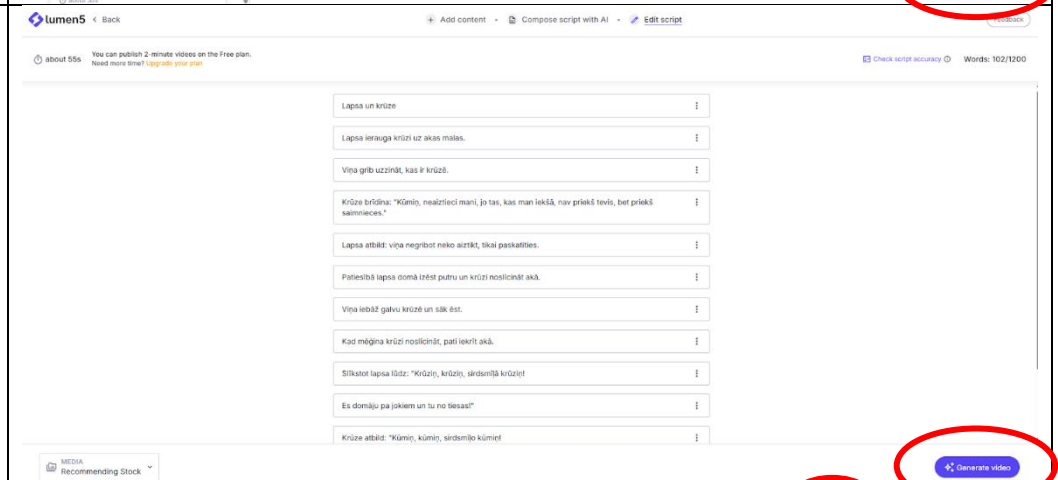 about 55s
lumen5 < Back + Add content • Compose script with AI • Edit script Feedback
about 55s You can publish 2-minute videos on the Free plan.
Need more time? Upgrade your plan
Check script accuracy Words: 102/1200
Lapsa un krūze
Lapsa ierauga krūzi uz akas malas.
Viņa grib uzzināt, kas ir krūzē.
Krūze brīdina: "Kūmiņ, neaiztieci mani, jo tas, kas man iekšā, nav priekš tevis, bet priekš
saimnieces."
Lapsa atbild: viņa negribot neko aiztikt, tikai paskatīties.
Patiesībā lapsa domā izēst putru un krūzi noslīcināt akā.
Viņa iebāž galvu krūzē un sāk ēst.
Kad mēģina krūzi noslīcināt, pati iekrīt akā.
Slīkstot lapsa lūdz: "Krūziņ, krūziņ, sirdsmīļā krūziņ!
Es domāju pa jokiem un tu no tiesas!"
Krūze atbild: "Kūmiņ, kūmiņ, sirdsmīļo kūmiņ!
MEDIA
Recommending Stock
Generate video